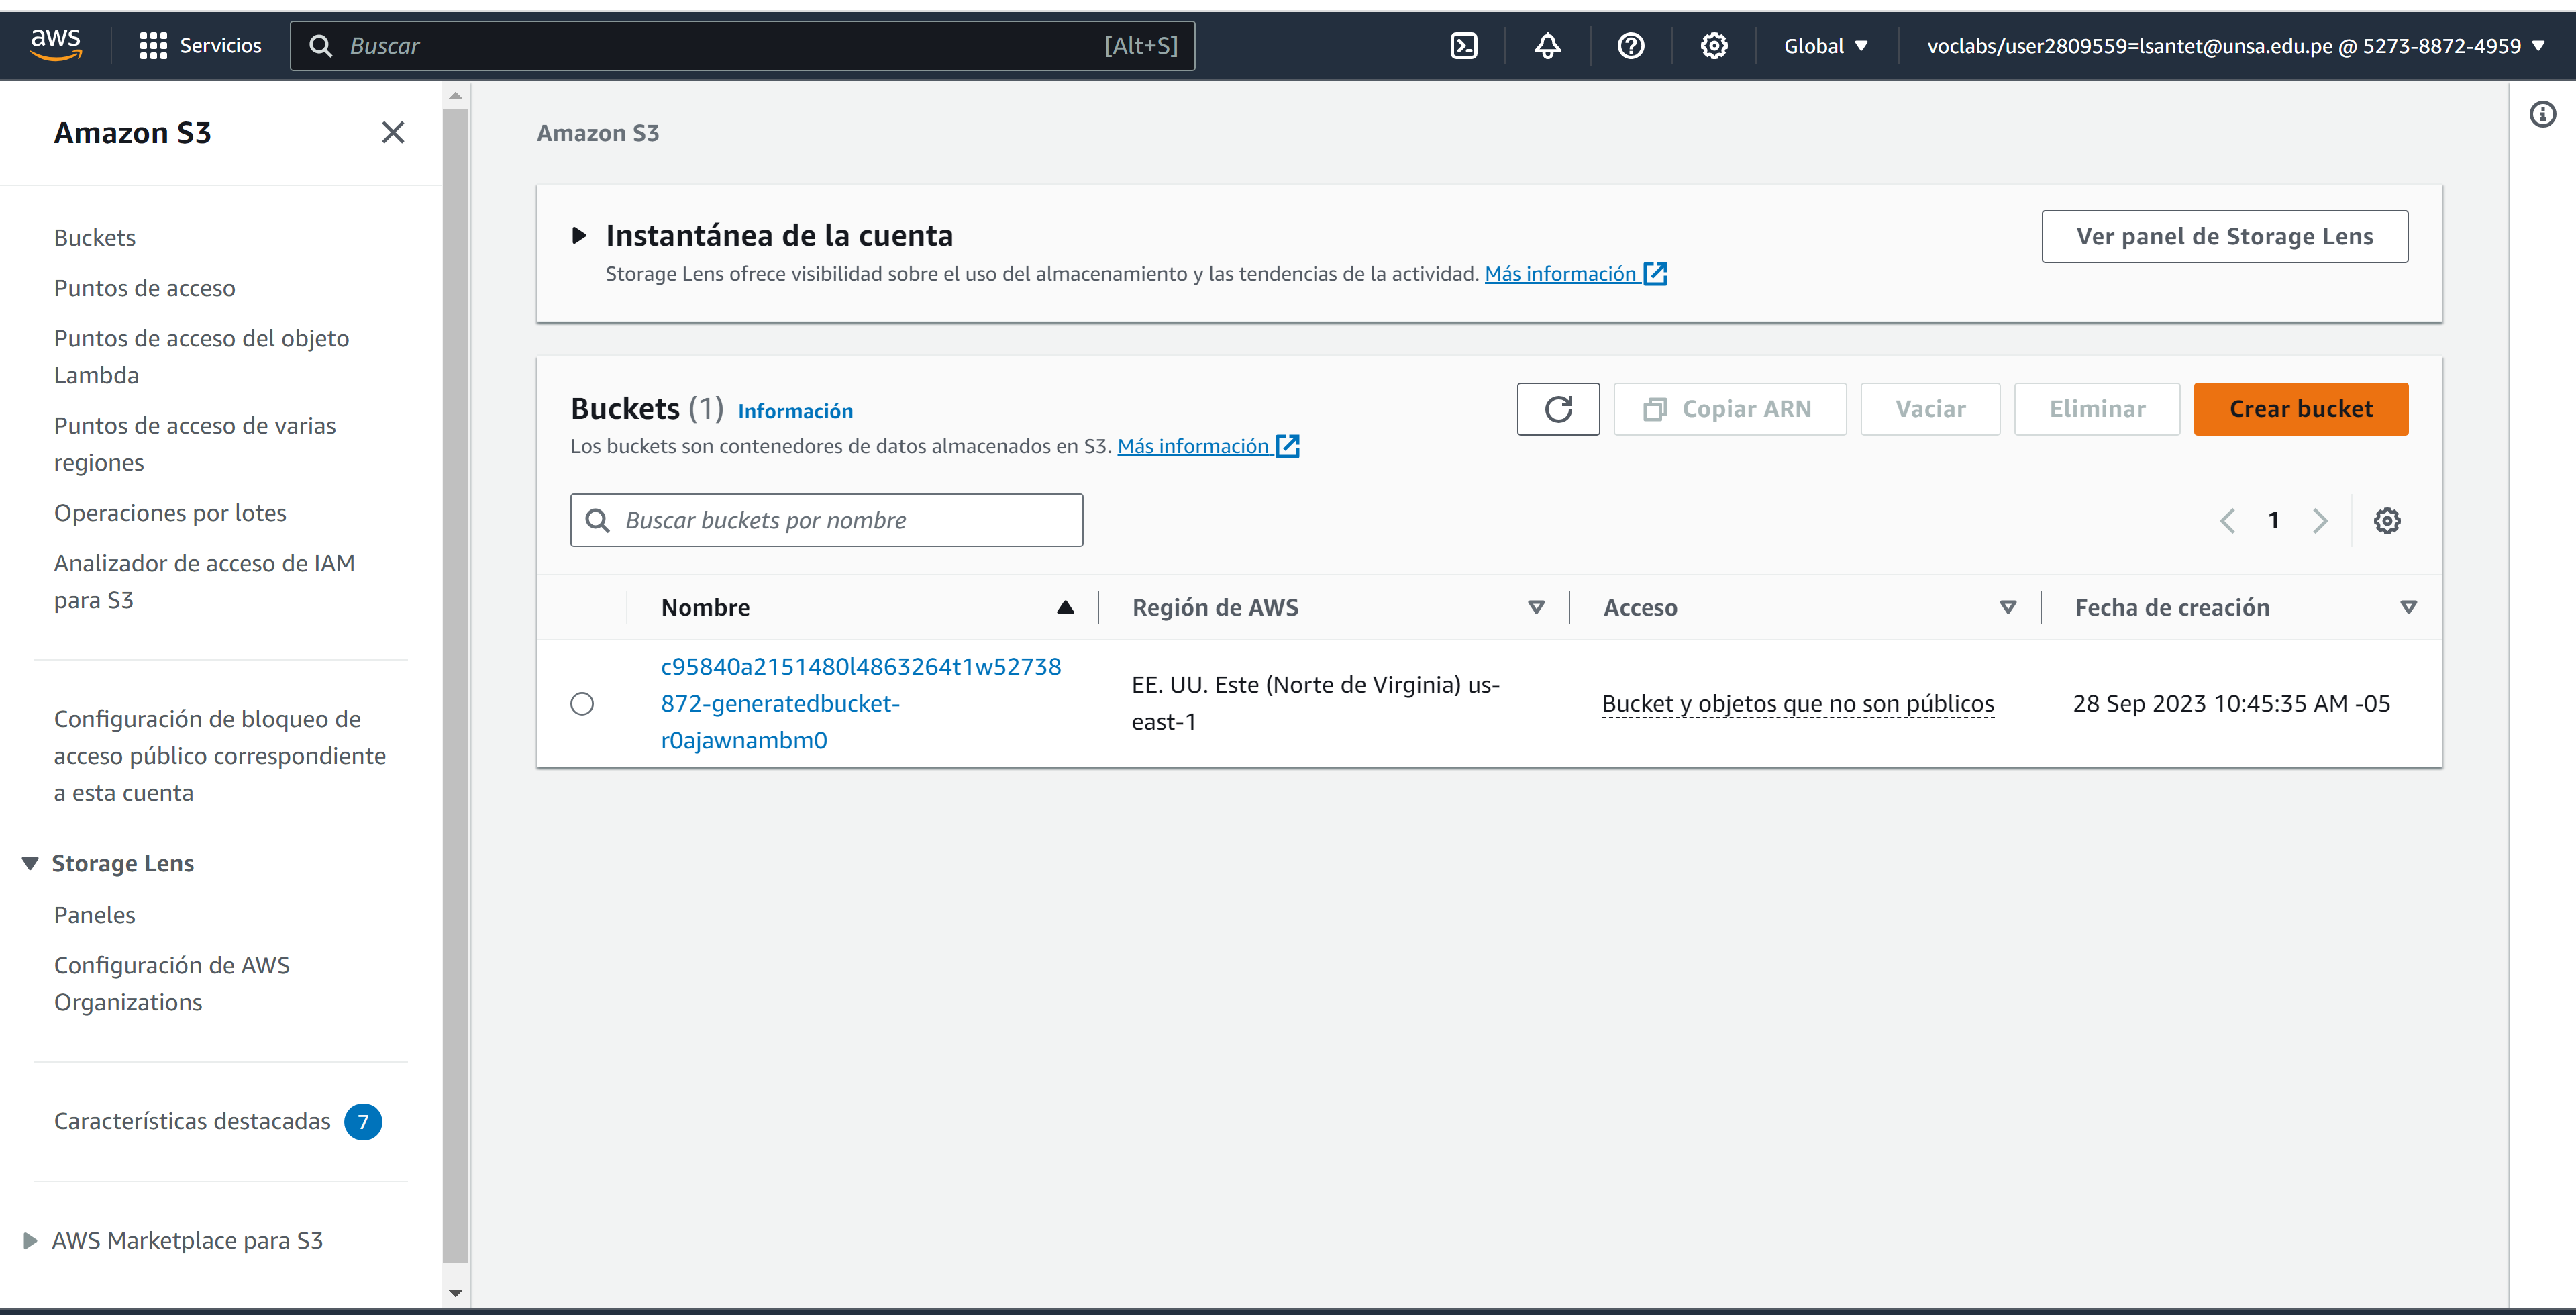 aws
Servicios
Buscar
[Alt+S]
Global
voclabs/user2809559=lsantet@unsa.edu.pe @ 5273-8872-4959
Amazon S3
Buckets
Puntos de acceso
Puntos de acceso del objeto
Lambda
Puntos de acceso de varias
regiones
Operaciones por lotes
Analizador de acceso de IAM
para S3
Configuración de bloqueo de
acceso público correspondiente
a esta cuenta
Storage Lens
Paneles
Configuración de AWS
Organizations
Características destacadas 7
AWS Marketplace para S3
Amazon S3
Instantánea de la cuenta
Storage Lens ofrece visibilidad sobre el uso del almacenamiento y las tendencias de la actividad. Más información
Ver panel de Storage Lens
Buckets (1) Información
Los buckets son contenedores de datos almacenados en S3. Más información
Copiar ARN
Vaciar
Eliminar
Crear bucket
Buscar buckets por nombre
1
Nombre
Región de AWS
Acceso
Fecha de creación
c95840a2151480l4863264t1w52738
872-generatedbucket-
r0ajawnambm0
EE. UU. Este (Norte de Virginia) us-
east-1
Bucket y objetos que no son públicos
28 Sep 2023 10:45:35 AM -05